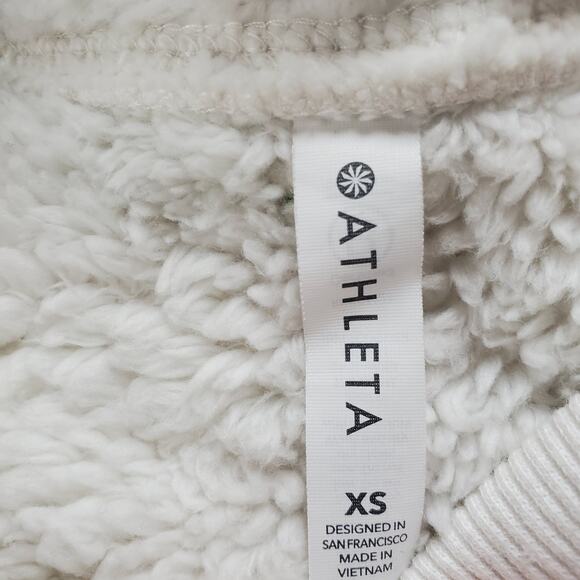 ATHLETA
XS
DESIGNED IN
SAN FRANCISCO
MADE IN
VIETNAM